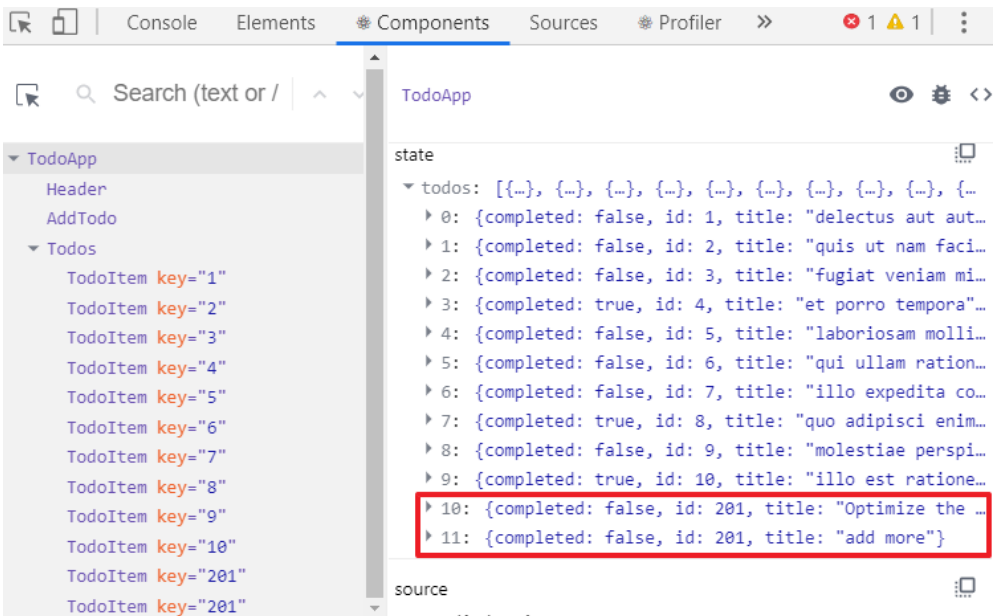 Console Elements Components Sources Profiler » 1 1
Search (text or /
TodoApp
Header
AddTodo
Todos
TodoItem key="1"
TodoItem key="2"
TodoItem key="3"
TodoItem key="4"
TodoItem key="5"
TodoItem key="6"
TodoItem key="7"
TodoItem key="8"
TodoItem key="9"
TodoItem key="10"
TodoItem key="201"
TodoItem key="201"
TodoApp <>
state
todos: [{…}, {…}, {…}, {…}, {…}, {…}, {…}, {…}, {…}, {…
0: {completed: false, id: 1, title: "delectus aut aut…
1: {completed: false, id: 2, title: "quis ut nam faci…
2: {completed: false, id: 3, title: "fugiat veniam mi…
3: {completed: true, id: 4, title: "et porro tempora"…
4: {completed: false, id: 5, title: "laboriosam molli…
5: {completed: false, id: 6, title: "qui ullam ration…
6: {completed: false, id: 7, title: "illo expedita co…
7: {completed: true, id: 8, title: "quo adipisci enim…
8: {completed: false, id: 9, title: "molestiae perspi…
9: {completed: true, id: 10, title: "illo est ratione…
10: {completed: false, id: 201, title: "Optimize the …
11: {completed: false, id: 201, title: "add more"}
source